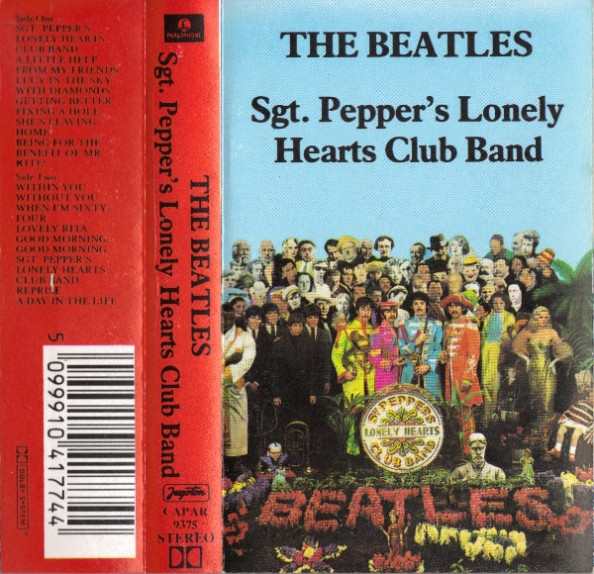 Side One
SGT. PEPPER'S
LONELY HEARTS
CLUB BAND
A LITTLE HELP
FROM MY FRIENDS
LUCY IN THE SKY
WITH DIAMONDS
GETTING BETTER
FIXING A HOLE
SHE'S LEAVING
HOME
BEING FOR THE
BENEFIT OF MR.
KITE!
Side Two
WITHIN YOU
WITHOUT YOU
WHEN I'M SIXTY
FOUR
LOVELY RITA
GOOD MORNING,
GOOD MORNING
SGT. PEPPER'S
LONELY HEARTS
CLUB BAND
REPRISE
A DAY IN THE LIFE
5 099910 417744
DOLBY SYSTEM
PARLOPHONE
THE BEATLES
Sgt. Pepper's Lonely Hearts Club Band
Jugoton
CAPAR
9375
STEREO
THE BEATLES
Sgt. Pepper's Lonely
Hearts Club Band
SGT PEPPERS
LONELY HEARTS
CLUB BAND
BEATLES